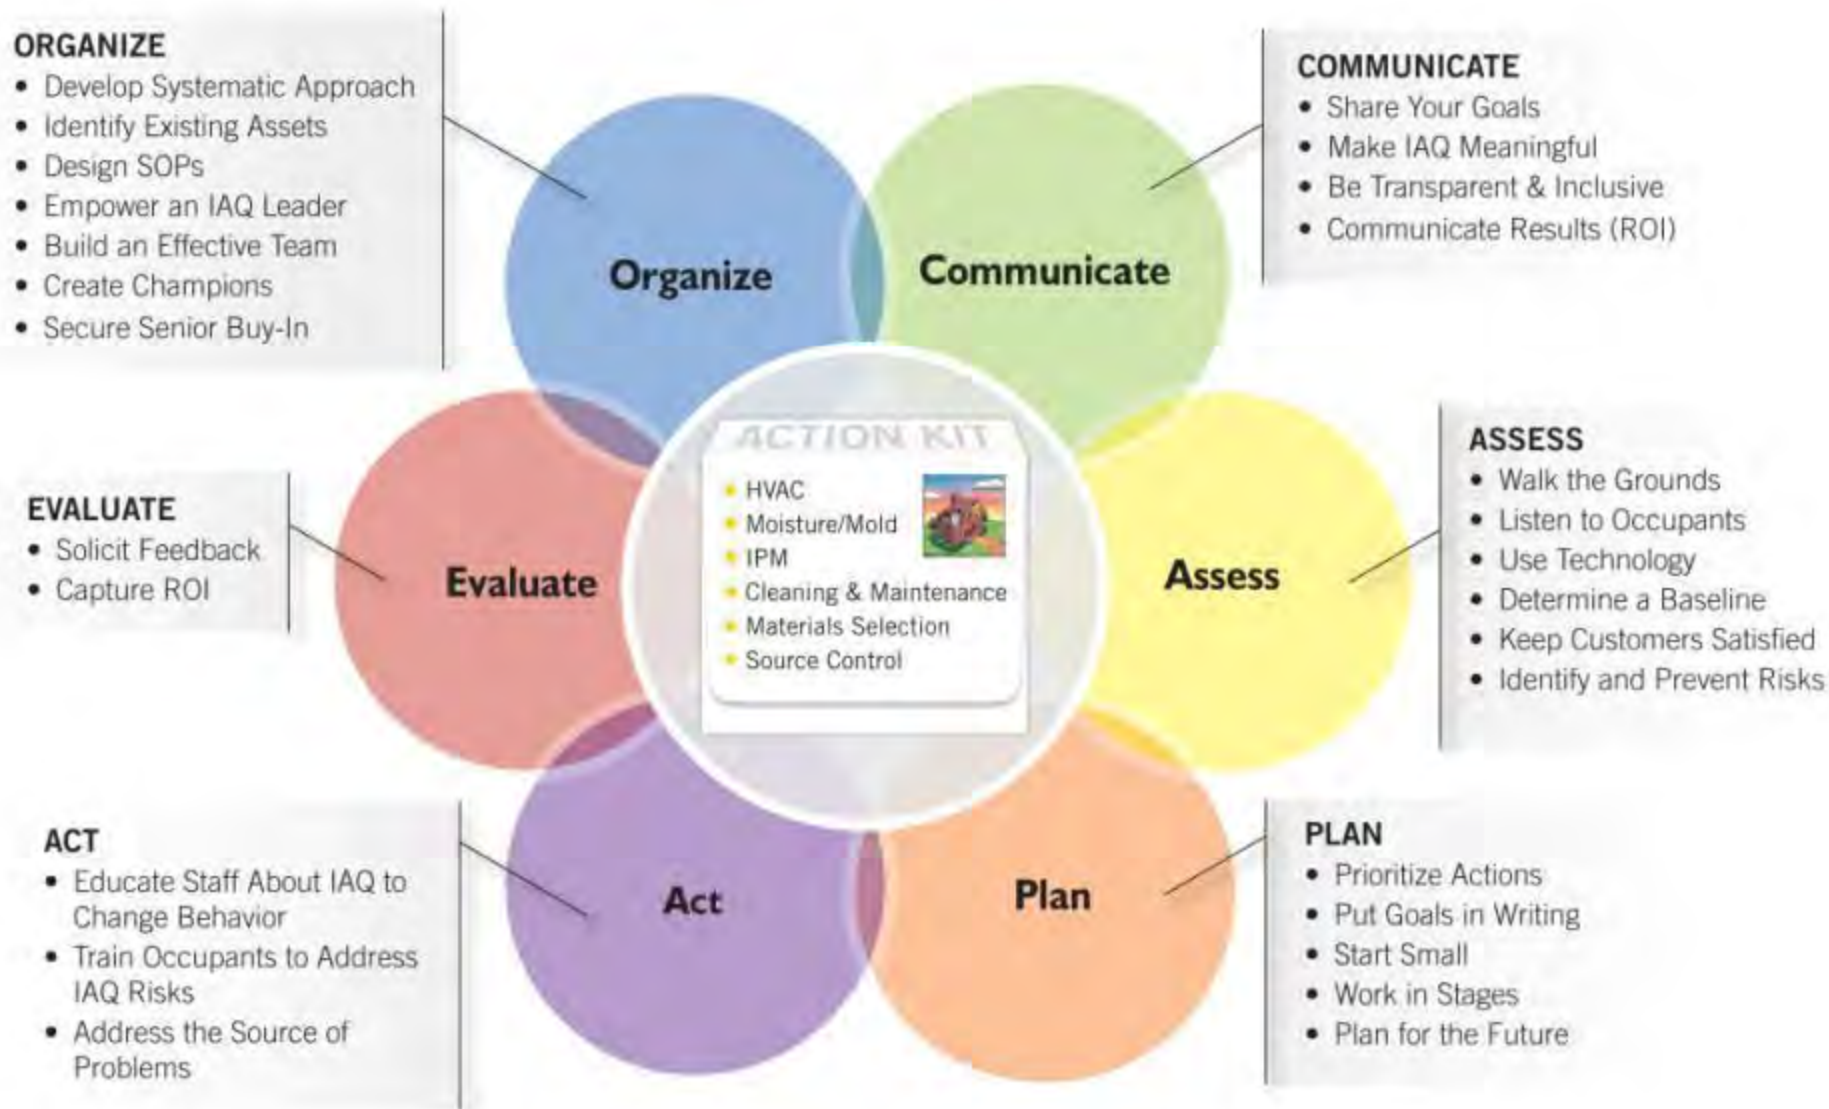 ORGANIZE
• Develop Systematic Approach
• Identify Existing Assets
• Design SOPs
• Empower an IAQ Leader
• Build an Effective Team
• Create Champions
• Secure Senior Buy-In
COMMUNICATE
• Share Your Goals
• Make IAQ Meaningful
• Be Transparent & Inclusive
• Communicate Results (ROI)
Organize
Communicate
EVALUATE
• Solicit Feedback
• Capture ROI
Evaluate
ACTION KIT
• HVAC
• Moisture/Mold
• IPM
• Cleaning & Maintenance
• Materials Selection
• Source Control
Assess
ASSESS
• Walk the Grounds
• Listen to Occupants
• Use Technology
• Determine a Baseline
• Keep Customers Satisfied
• Identify and Prevent Risks
ACT
• Educate Staff About IAQ to
Change Behavior
• Train Occupants to Address
IAQ Risks
• Address the Source of
Problems
Act
Plan
PLAN
• Prioritize Actions
• Put Goals in Writing
• Start Small
• Work in Stages
• Plan for the Future